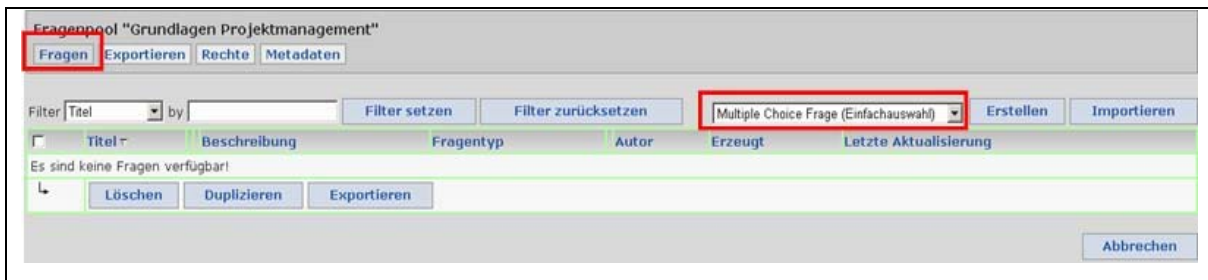 Fragenpool "Grundlagen Projektmanagement"
Fragen Exportieren Rechte Metadaten
Filter Titel by Filter setzen Filter zurücksetzen Multiple Choice Frage (Einfachauswahl) Erstellen Importieren
Titel Beschreibung Fragentyp Autor Erzeugt Letzte Aktualisierung
Es sind keine Fragen verfügbar!
Löschen Duplizieren Exportieren
Abbrechen